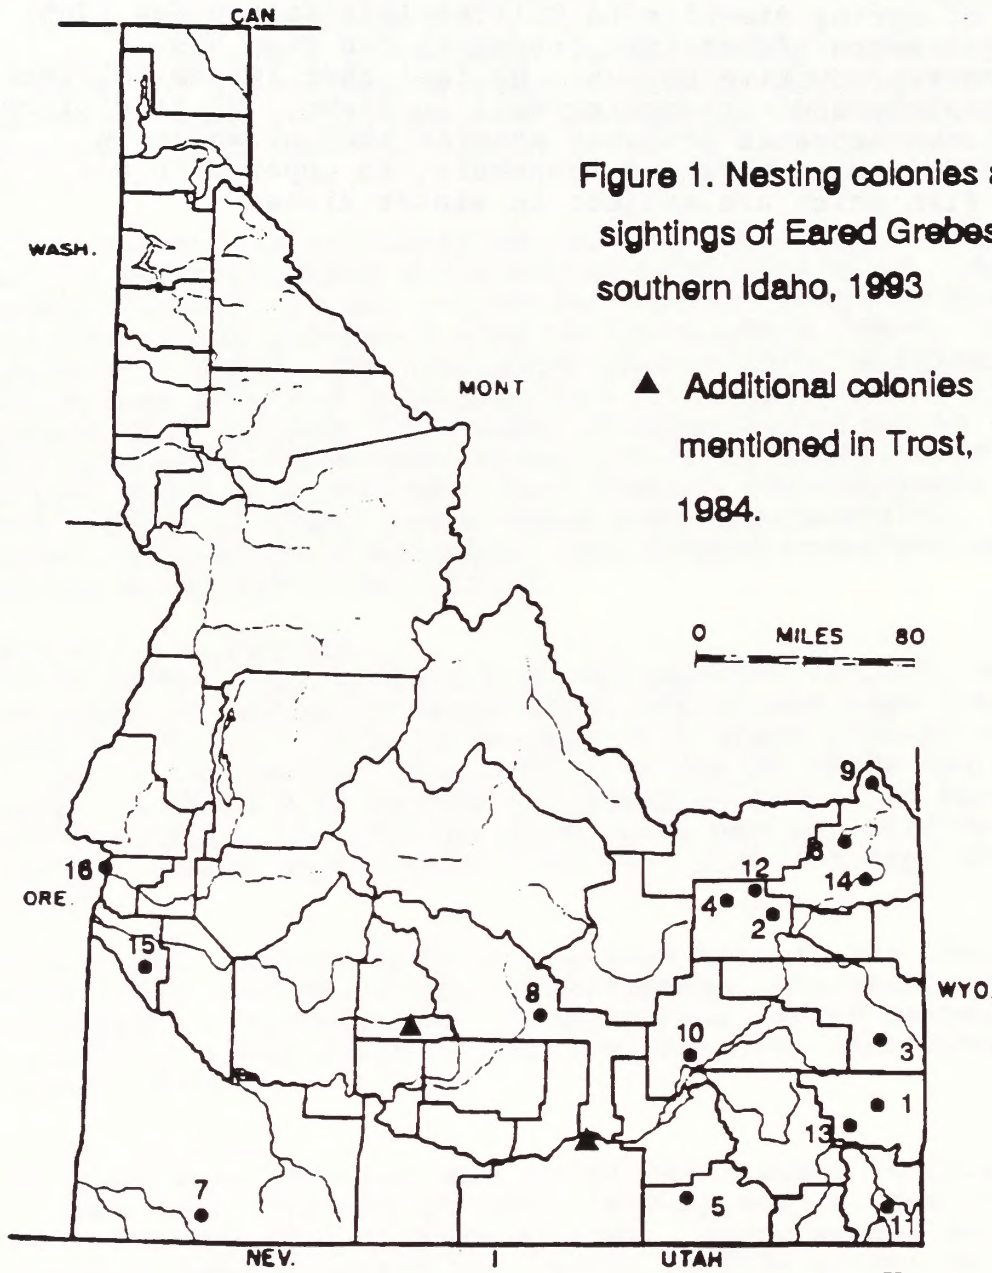 CAN
Figure 1. Nesting colonies
sightings of Eared Grebes
southern Idaho, 1993
WASH.
MONT
▲ Additional colonies
mentioned in Trost,
1984.
0 MILES 80
9
6
14
12
4
2
16
ORE.
15
8
WYO.
10
3
1
13
7
5
11
NEV.
UTAH